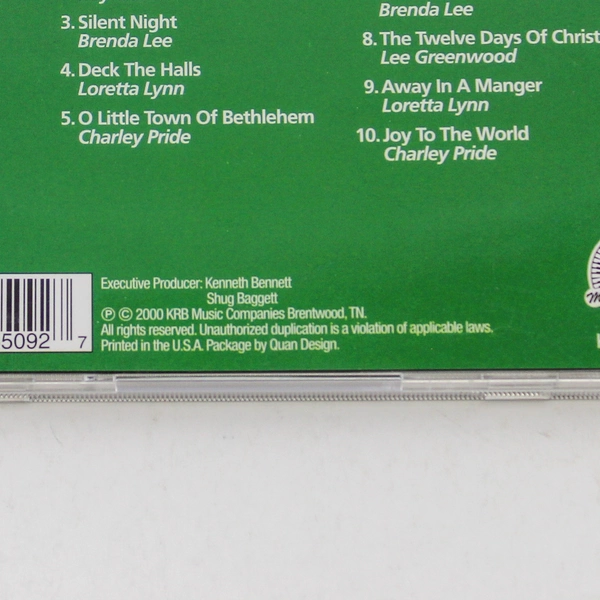 3. Silent Night
Brenda Lee
4. Deck The Halls
Loretta Lynn
5. O Little Town Of Bethlehem
Charley Pride
Brenda Lee
8. The Twelve Days Of Christ
Lee Greenwood
9. Away In A Manger
Loretta Lynn
10. Joy To The World
Charley Pride
5092 7
Executive Producer: Kenneth Bennett
Shug Baggett
℗ © 2000 KRB Music Companies Brentwood, TN.
All rights reserved. Unauthorized duplication is a violation of applicable laws.
Printed in the U.S.A. Package by Quan Design.